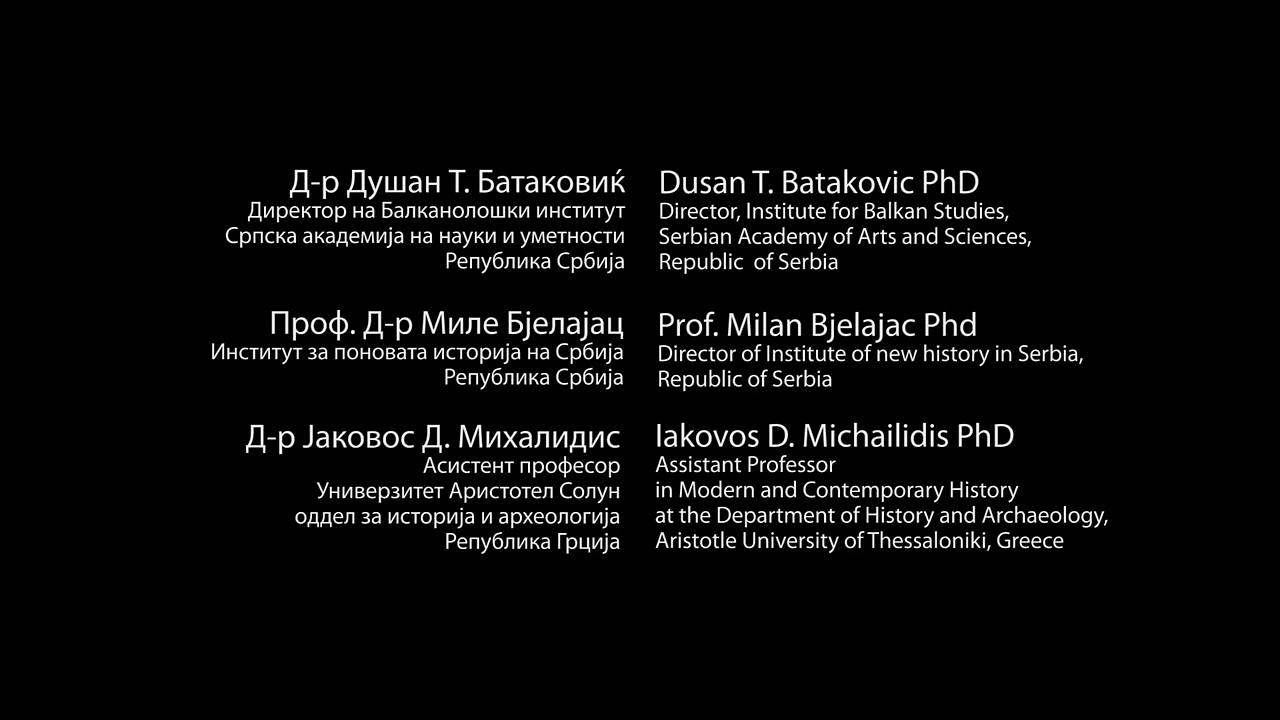 Д-р Душан Т. Батаковиќ
Директор на Балканолошки институт
Српска академија на науки и уметности
Република Србија
Dusan T. Batakovic PhD
Director, Institute for Balkan Studies,
Serbian Academy of Arts and Sciences,
Republic  of Serbia
Проф. Д-р Миле Бјелајац
Институт за поновата историја на Србија
Република Србија
Prof. Milan Bjelajac Phd
Director of Institute of new history in Serbia,
Republic of Serbia
Д-р Јаковос Д. Михалидис
Асистент професор
Универзитет Аристотел Солун
оддел за историја и археологија
Република Грција
Iakovos D. Michailidis PhD
Assistant Professor
in Modern and Contemporary History
at the Department of History and Archaeology,
Aristotle University of Thessaloniki, Greece